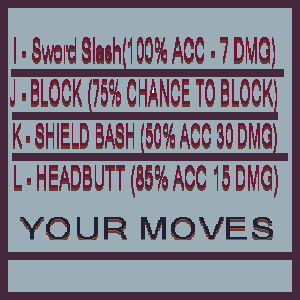 I - Sword Slash(100% ACC - 7 DMG)
J - BLOCK (75% CHANCE TO BLOCK)
K - SHIELD BASH (50% ACC 30 DMG)
L - HEADBUTT (85% ACC 15 DMG)
YOUR MOVES